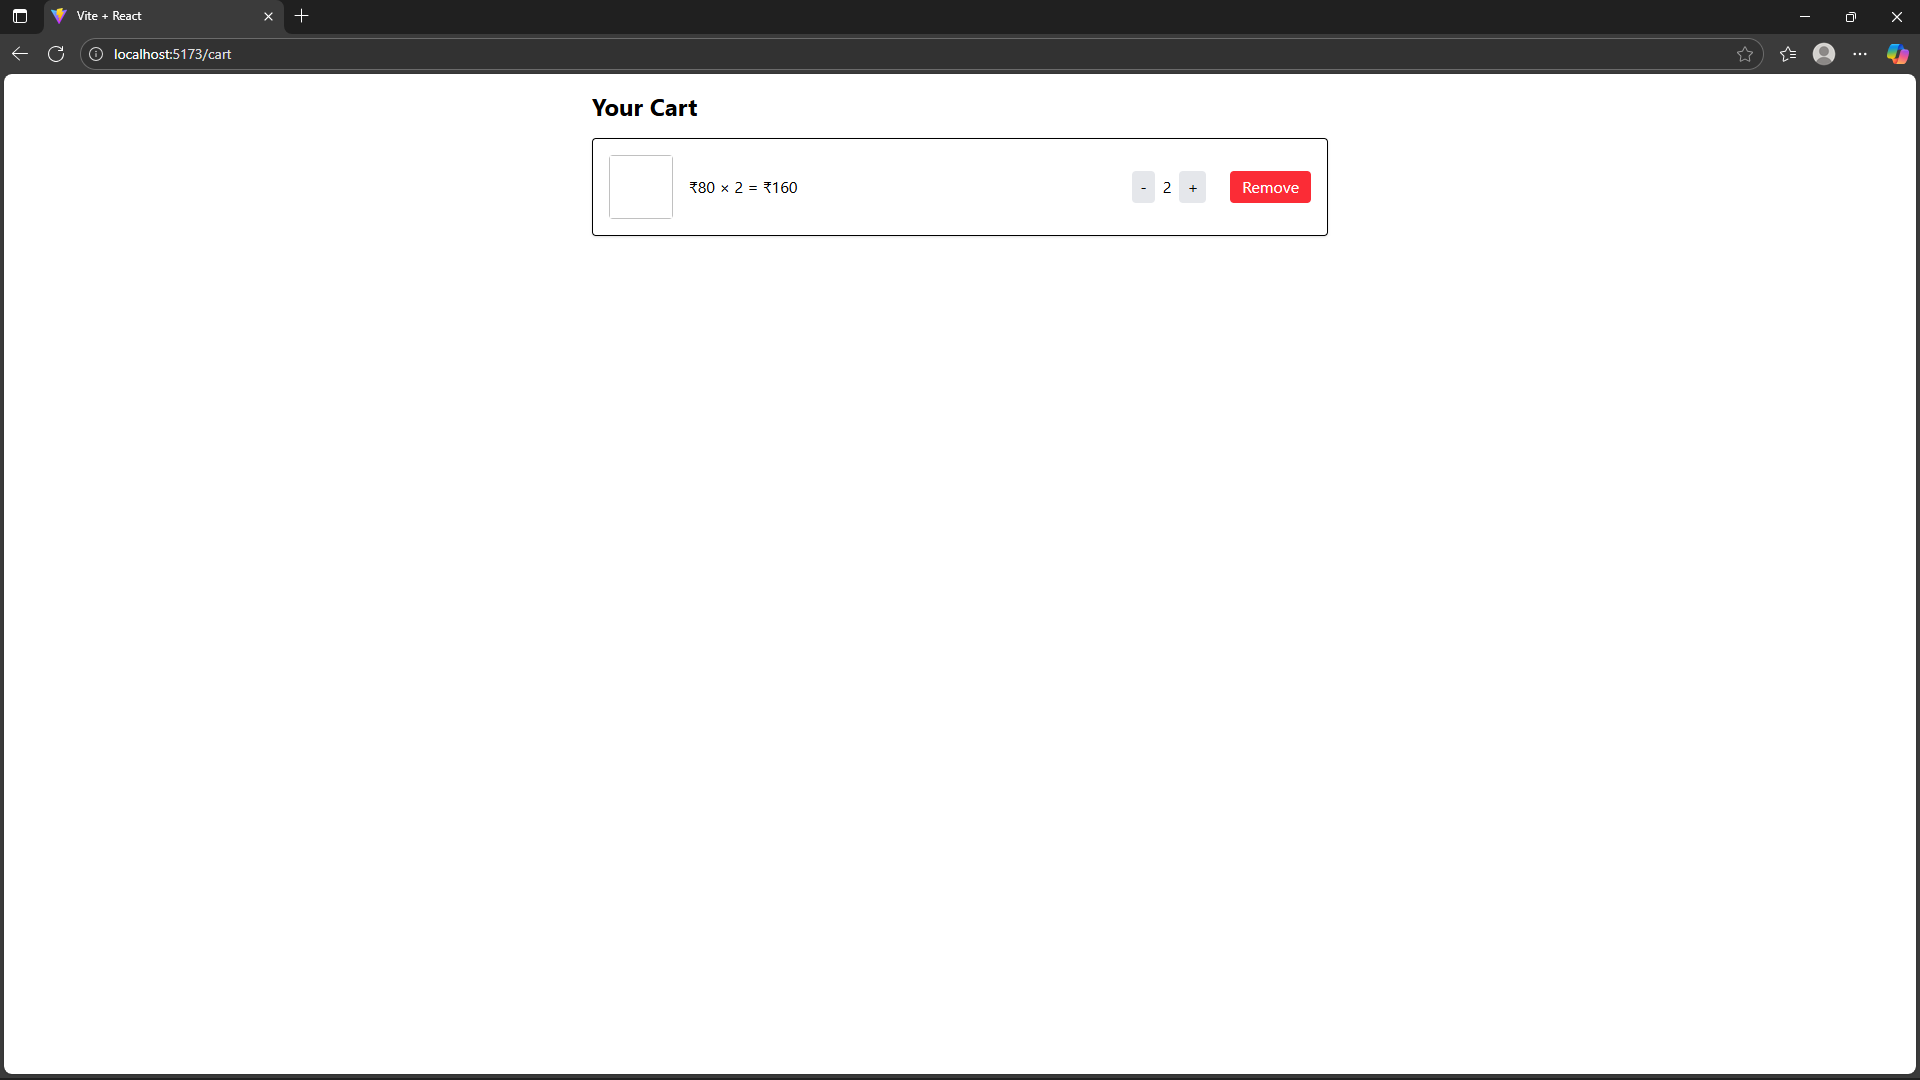 Vite + React
localhost:5173/cart
Your Cart
₹80 × 2 = ₹160
- 2 +
Remove